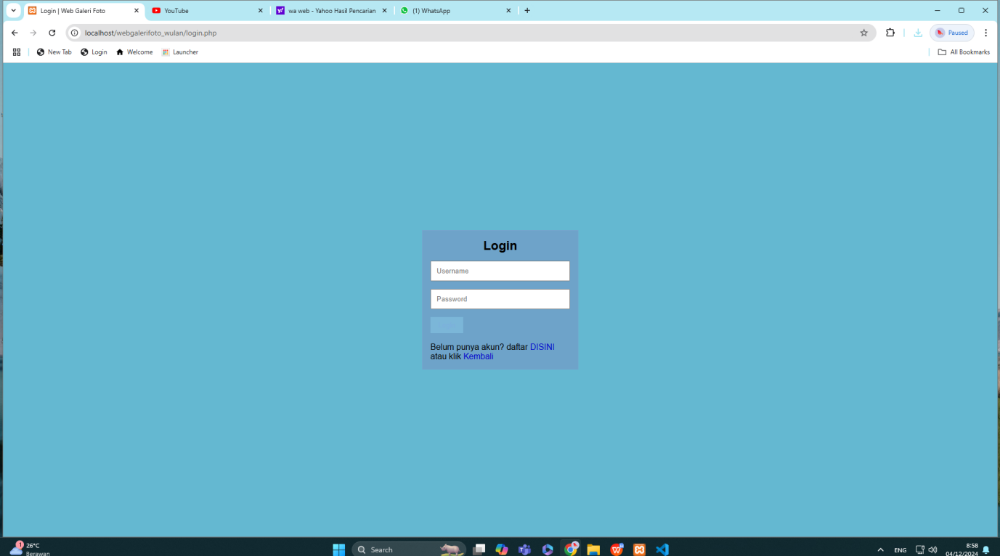 Login | Web Galeri Foto
YouTube
wa web - Yahoo Hasil Pencarian
(1) WhatsApp
localhost/webgalerifoto_wulan/login.php
Paused
New Tab
Login
Welcome
Launcher
All Bookmarks
Login
Username
Password
Belum punya akun? daftar DISINI
atau klik Kembali
1
26°C
Berawan
Search
ENG
8:58
04/12/2024